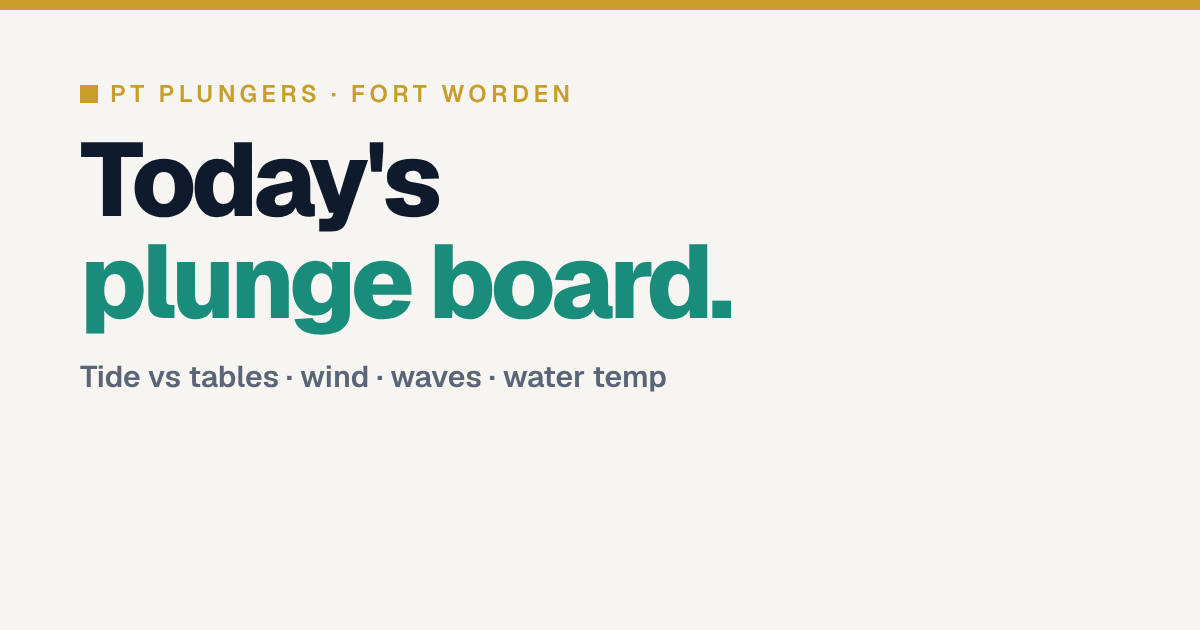 PT PLUNGERS · FORT WORDEN
Today's
plunge board.
Tide vs tables · wind · waves · water temp